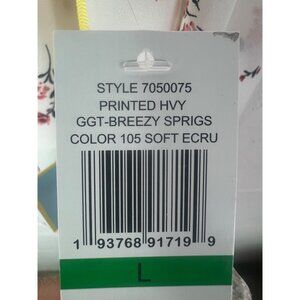 STYLE 7050075
PRINTED HVY
GGT-BREEZY SPRIGS
COLOR 105 SOFT ECRU
1 93768 91719 9
L